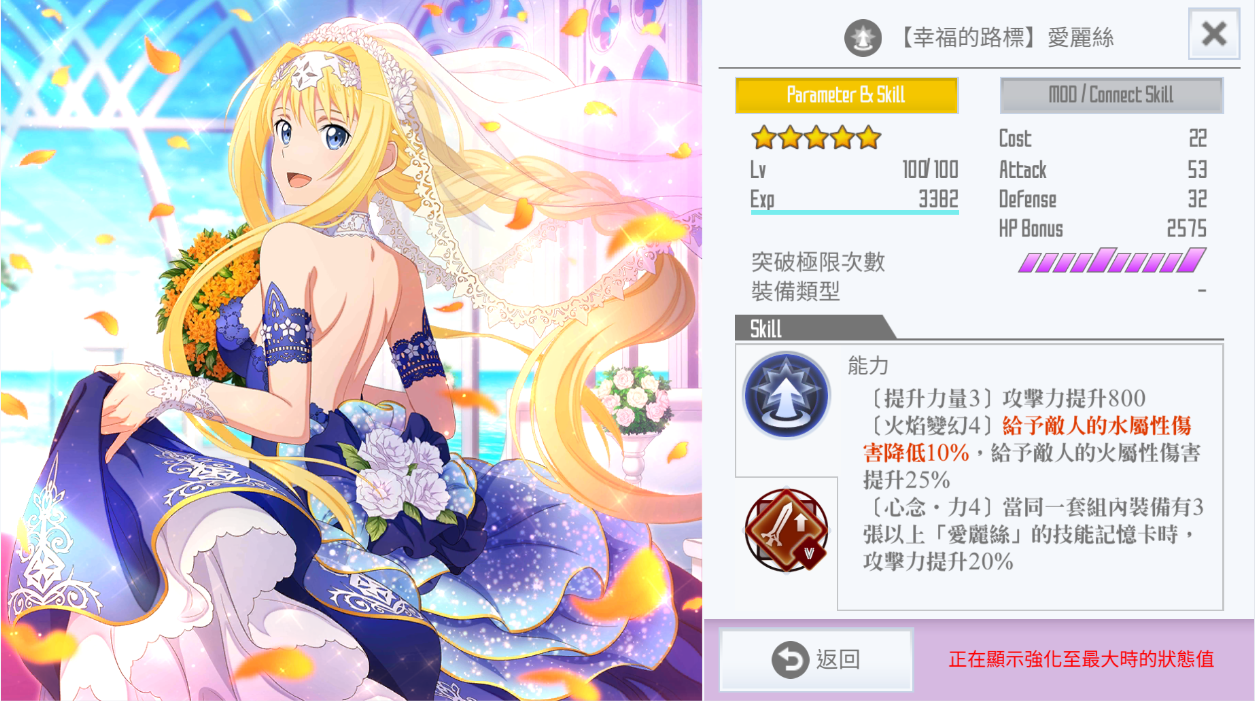 【幸福的路標】愛麗絲
Parameter & Skill
MOD / Connect Skill
Lv 100/100
Exp 3382
Cost 22
Attack 53
Defense 32
HP Bonus 2575
突破極限次數
裝備類型 -
Skill
能力
〔提升力量3〕攻擊力提升800
〔火焰變幻4〕給予敵人的水屬性傷
害降低10%，給予敵人的火屬性傷害
提升25%
〔心念・力4〕當同一套組內裝備有3
張以上「愛麗絲」的技能記憶卡時，
攻擊力提升20%
V
返回
正在顯示強化至最大時的狀態值